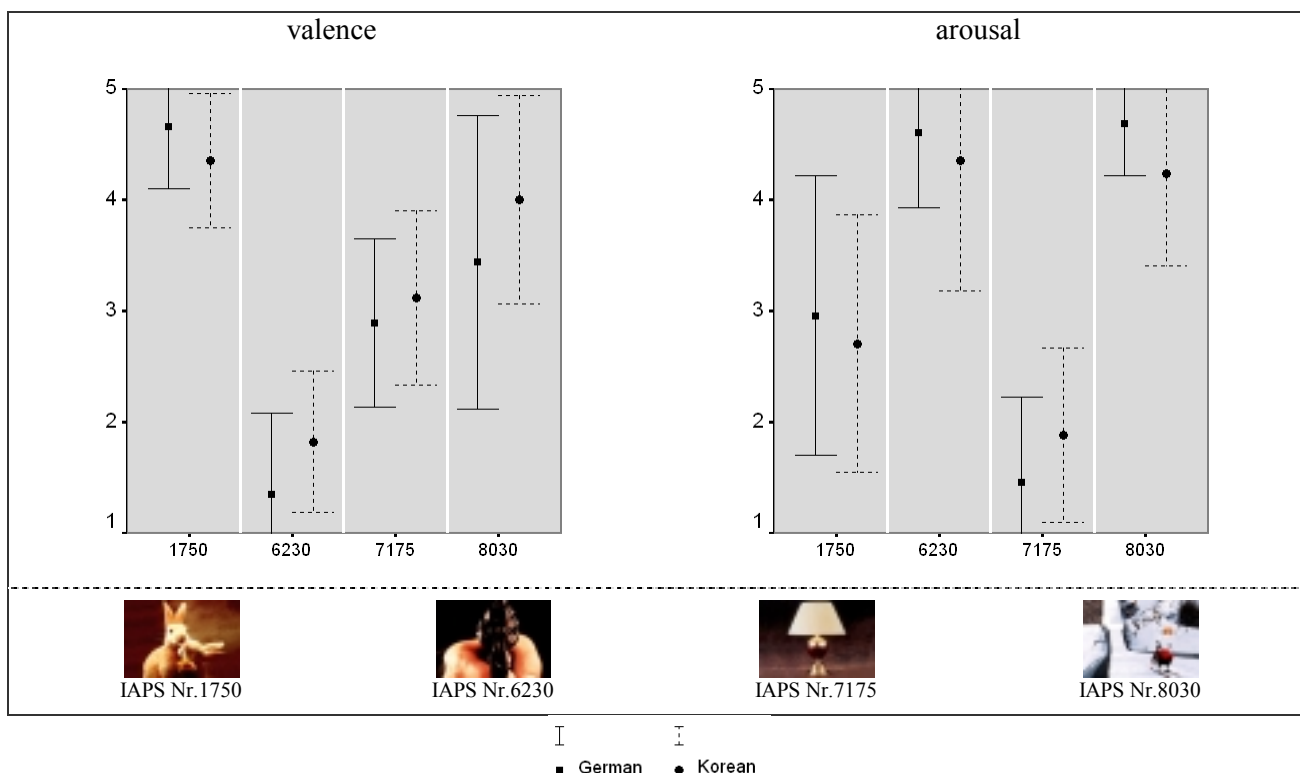 valence
arousal
5
4
3
2
1
1750
6230
7175
8030
5
4
3
2
1
1750
6230
7175
8030
IAPS Nr.1750
IAPS Nr.6230
IAPS Nr.7175
IAPS Nr.8030
German
Korean